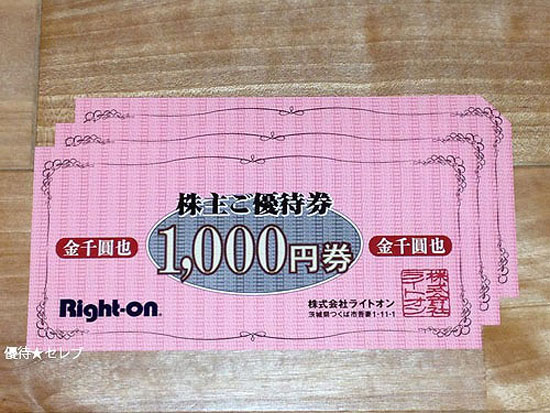 株主ご優待券
金千圓也
1,000円券
金千圓也
Right-on®
株式会社ライトオン
茨城県つくば市吾妻1-11-1
株式会社
ライトオン
優待★セレブ